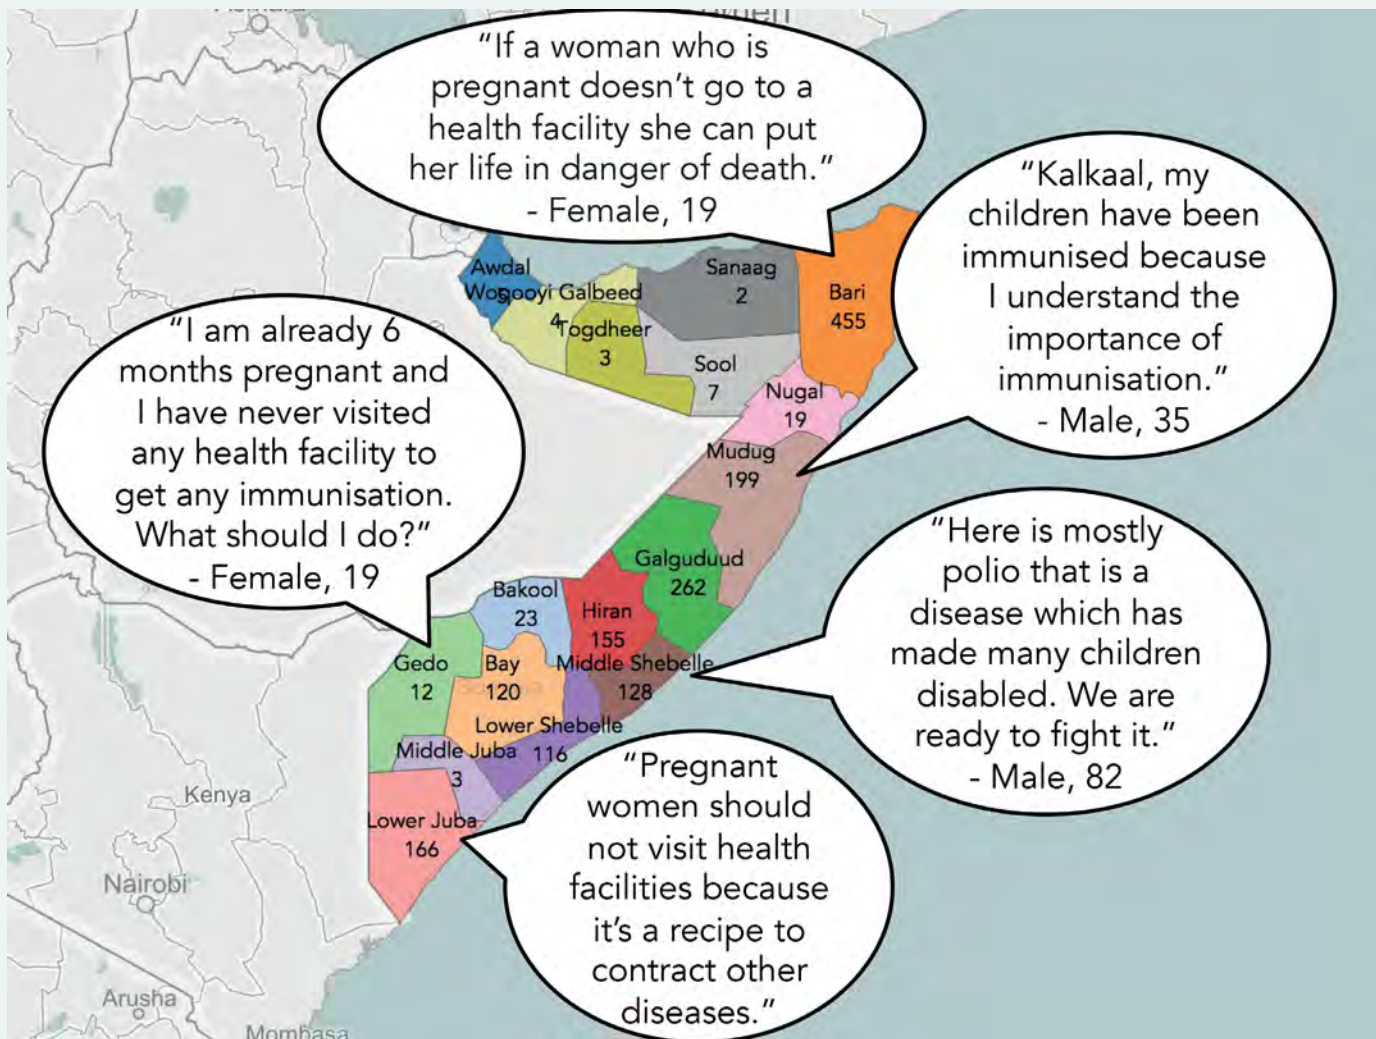 Asmara
Yemen
“If a woman who is
pregnant doesn’t go to a
health facility she can put
her life in danger of death.”
- Female, 19
“Kalkaal, my
children have been
immunised because
I understand the
importance of
immunisation.”
- Male, 35
Awdal
5
Woqooyi Galbeed
4
Togdheer
3
Sanaag
2
Bari
455
Sool
7
Nugal
19
Mudug
199
“I am already 6
months pregnant and
I have never visited
any health facility to
get any immunisation.
What should I do?”
- Female, 19
Galguduud
262
Bakool
23
Hiran
155
“Here is mostly
polio that is a
disease which has
made many children
disabled. We are
ready to fight it.”
- Male, 82
Gedo
12
Bay
120
Middle Shebelle
128
Lower Shebelle
116
Middle Juba
3
Lower Juba
166
“Pregnant
women should
not visit health
facilities because
it’s a recipe to
contract other
diseases.”
Kenya
Nairobi
Arusha
Mombasa